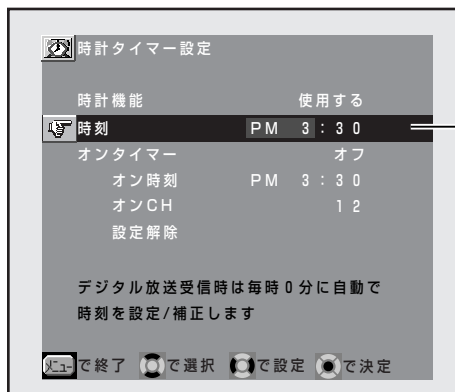 時計タイマー設定
時計機能 使用する
時刻 PM 3:30
オンタイマー オフ
オン時刻 PM 3:30
オンCH 12
設定解除
デジタル放送受信時は毎時0分に自動で
時刻を設定/補正します
メニューで終了 で選択 で設定 で決定